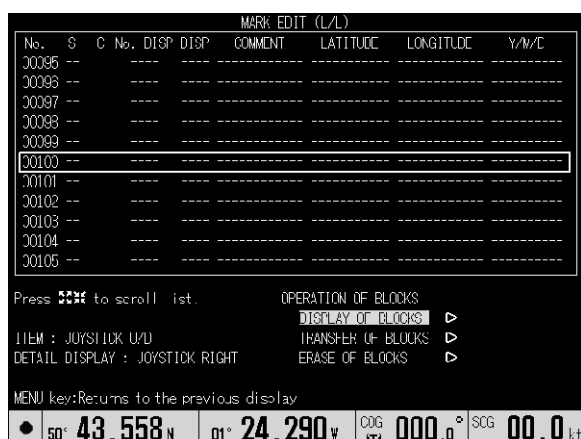 MARK EDIT (L/L)
No. S C No. DISP DISP COMMENT LATITUDE LONGITUDE Y/M/D
00095 -- ---- ---- ---------- ---------- ---------- --------
00096 -- ---- ---- ---------- ---------- ---------- --------
00097 -- ---- ---- ---------- ---------- ---------- --------
00098 -- ---- ---- ---------- ---------- ---------- --------
00099 -- ---- ---- ---------- ---------- ---------- --------
00100 -- ---- ---- ---------- ---------- ---------- --------
00101 -- ---- ---- ---------- ---------- ---------- --------
00102 -- ---- ---- ---------- ---------- ---------- --------
00103 -- ---- ---- ---------- ---------- ---------- --------
00104 -- ---- ---- ---------- ---------- ---------- --------
00105 -- ---- ---- ---------- ---------- ---------- --------
Press to scroll list. OPERATION OF BLOCKS
DISPLAY OF BLOCKS ▷
ITEM : JOYSTICK U/D TRANSFER OF BLOCKS ▷
DETAIL DISPLAY : JOYSTICK RIGHT ERASE OF BLOCKS ▷
MENU key:Returns to the previous display
● 50° 43.558 N 01° 24.290 W COG (T) 000.0° SOG 00.0 kt